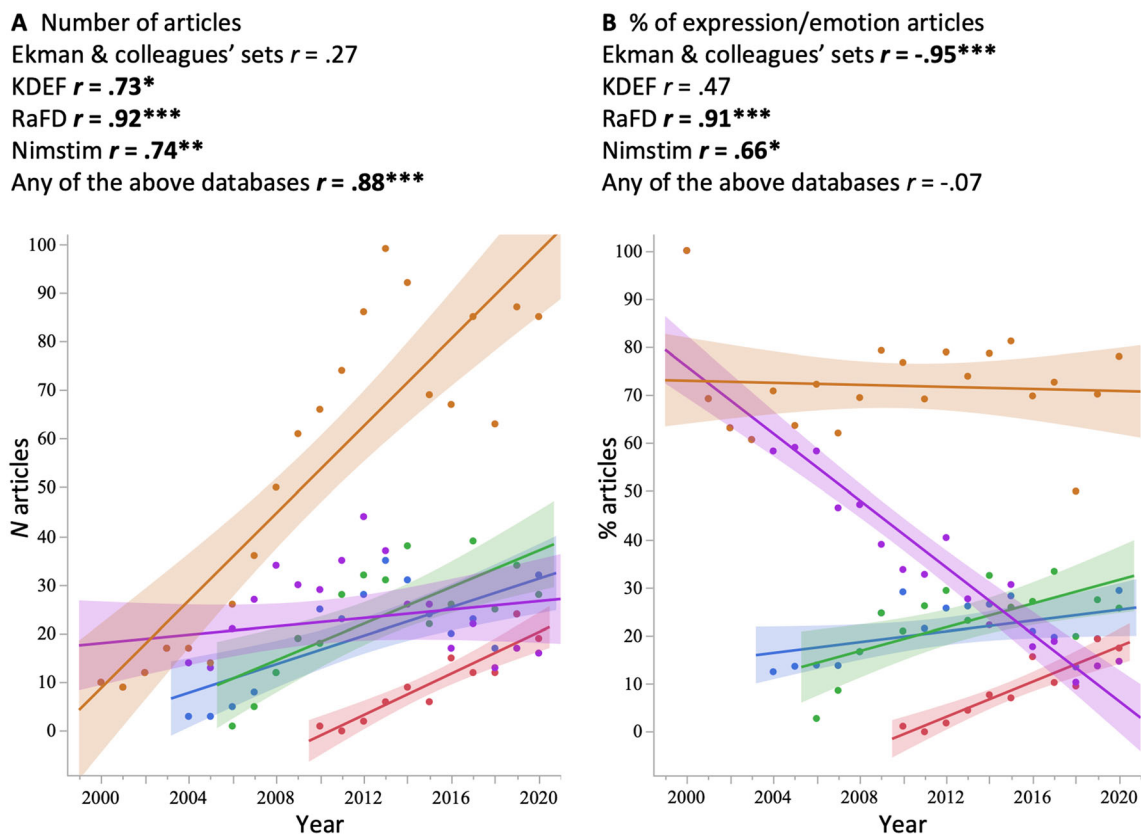 A Number of articles
Ekman & colleagues’ sets r = .27
KDEF r = .73*
RaFD r = .92***
Nimstim r = .74**
Any of the above databases r = .88***
B % of expression/emotion articles
Ekman & colleagues’ sets r = -.95***
KDEF r = .47
RaFD r = .91***
Nimstim r = .66*
Any of the above databases r = -.07
N articles
100
90
80
70
60
50
40
30
20
10
0
2000 2004 2008 2012 2016 2020
Year
% articles
100
90
80
70
60
50
40
30
20
10
0
2000 2004 2008 2012 2016 2020
Year